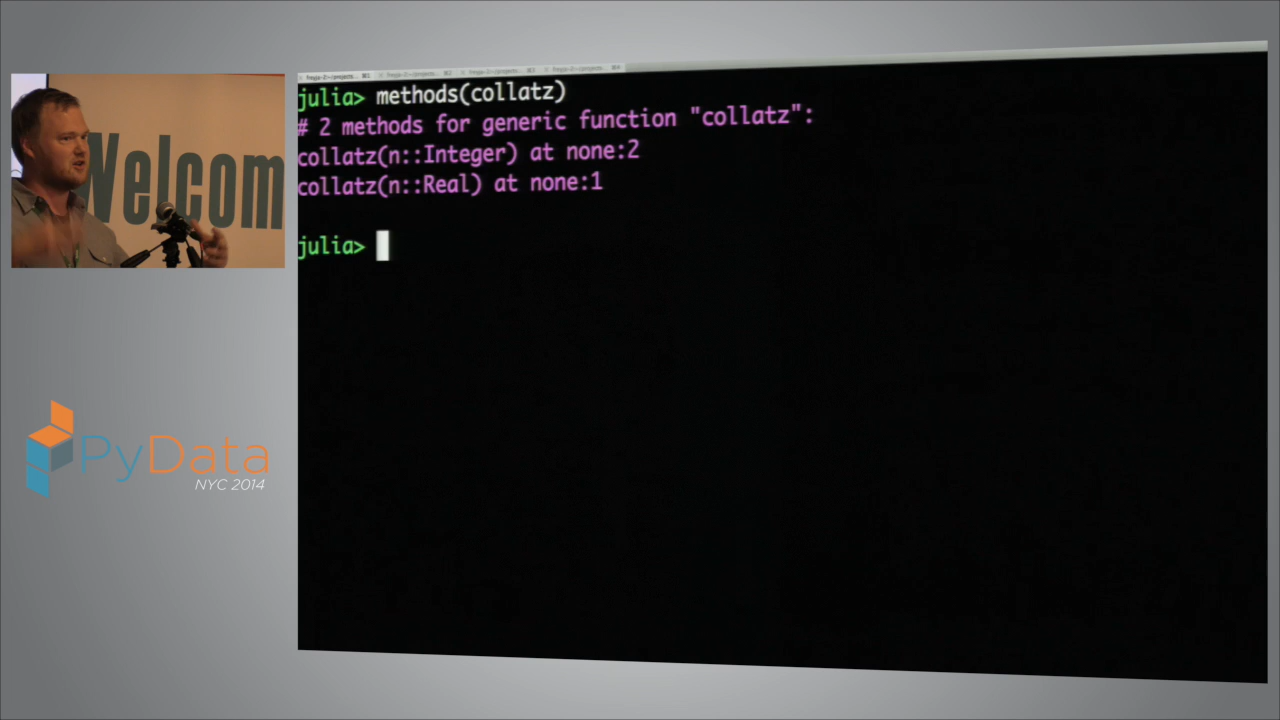 julia> methods(collatz)
# 2 methods for generic function "collatz":
collatz(n::Integer) at none:2
collatz(n::Real) at none:1
julia>
Welcom
PyData
NYC 2014